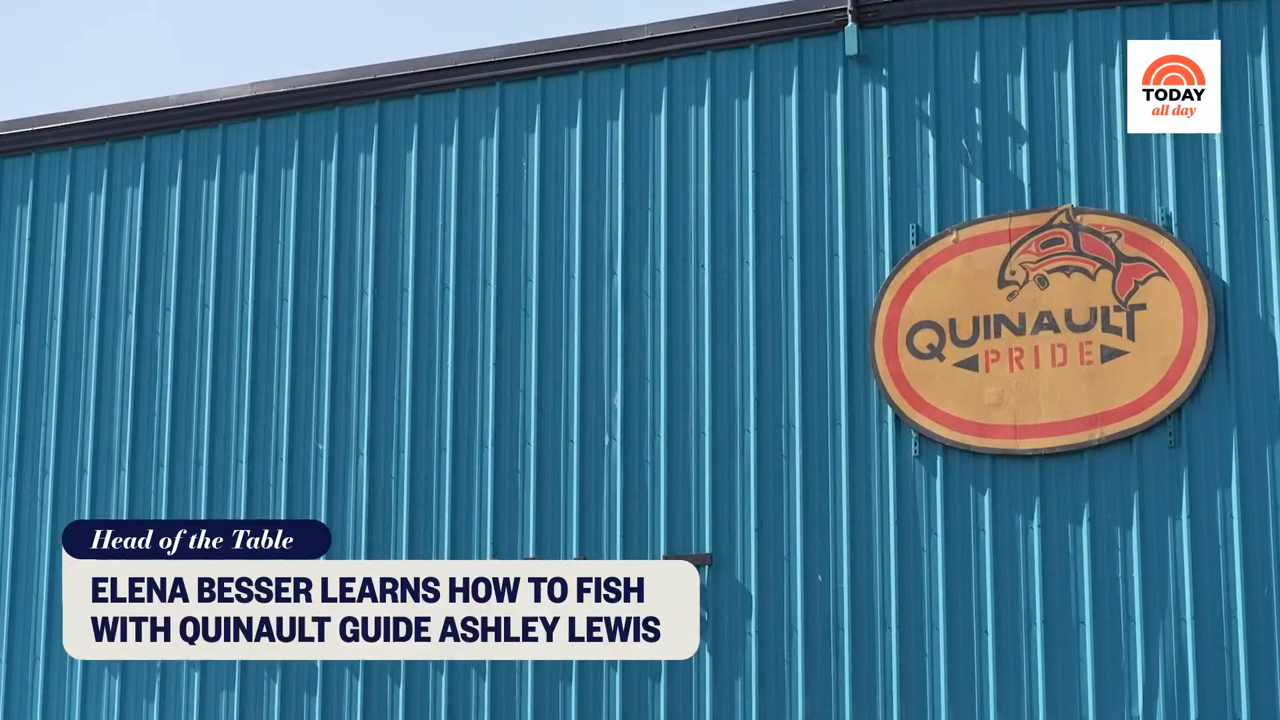 TODAY
all day
QUINAULT
PRIDE
Head of the Table
ELENA BESSER LEARNS HOW TO FISH
WITH QUINAULT GUIDE ASHLEY LEWIS